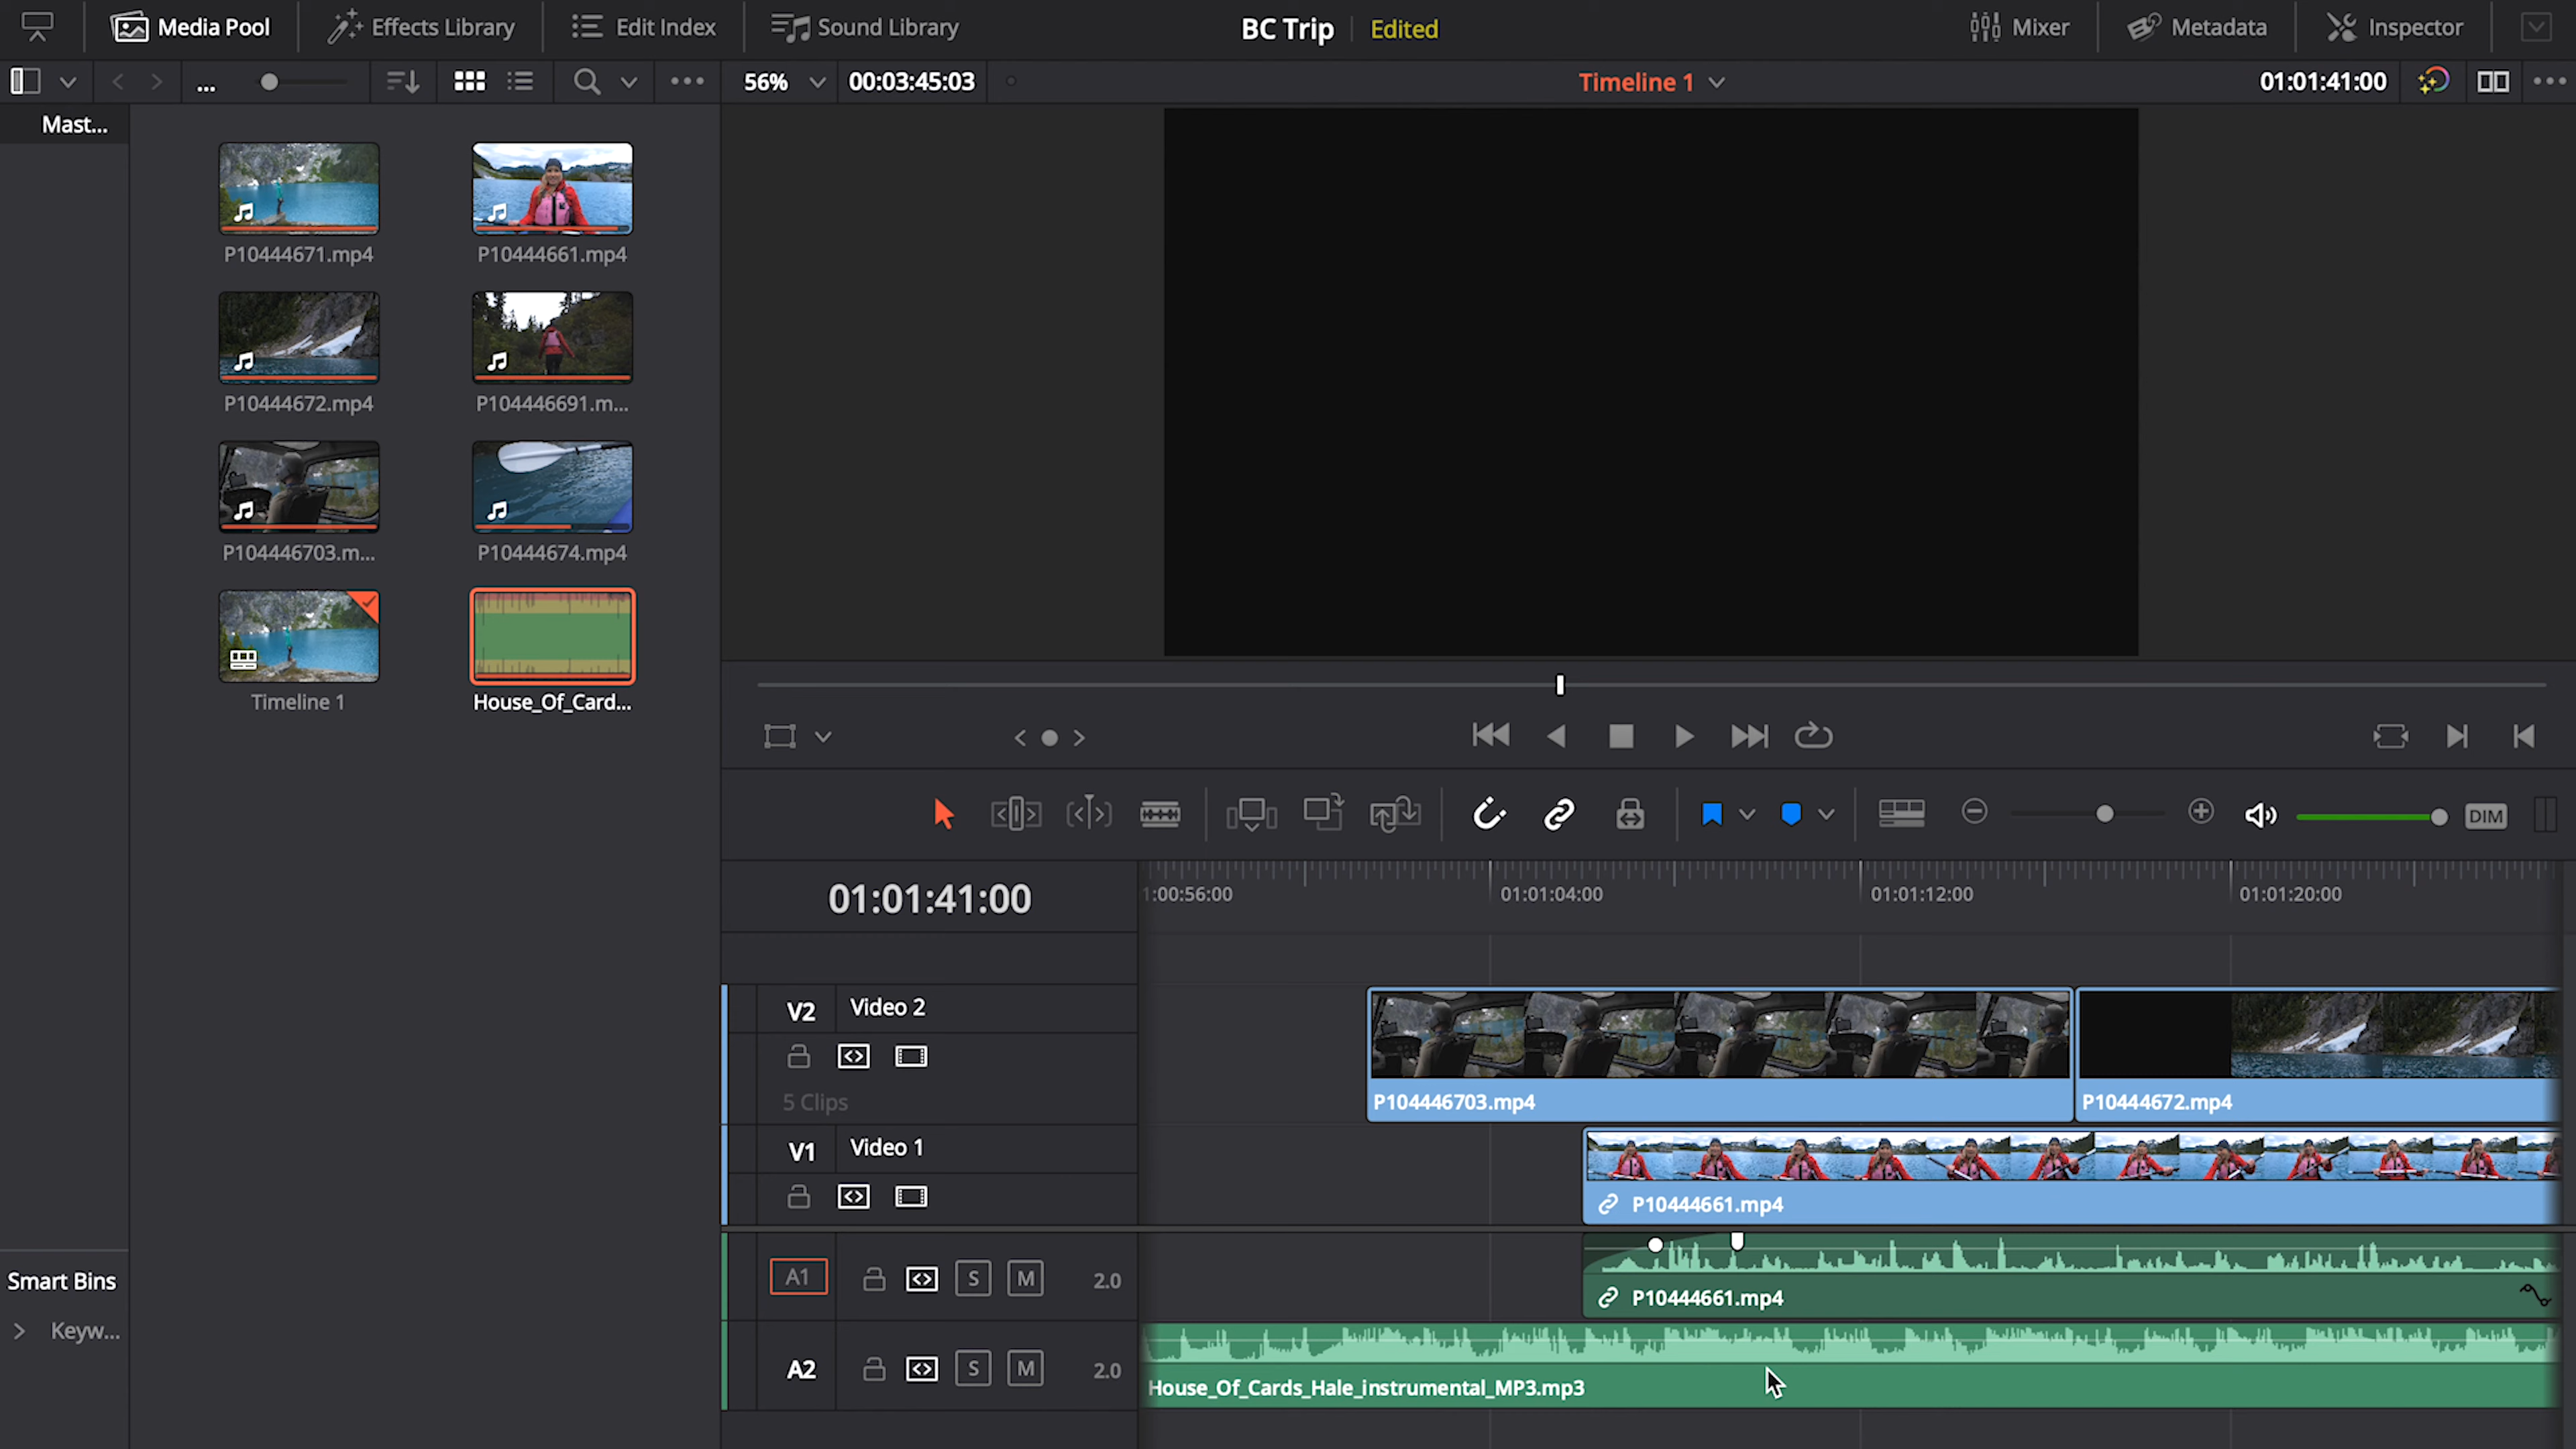 Media Pool
Effects Library
Edit Index
Sound Library
BC Trip
Edited
Mixer
Metadata
Inspector
...
56%
00:03:45:03
Timeline 1
01:01:41:00
Mast...
P10444671.mp4
P10444661.mp4
P10444672.mp4
P104446691.m...
P104446703.m...
P10444674.mp4
Timeline 1
House_Of_Card...
DIM
01:01:41:00
1:00:56:00
01:01:04:00
01:01:12:00
01:01:20:00
V2
Video 2
5 Clips
P104446703.mp4
P10444672.mp4
V1
Video 1
P10444661.mp4
Smart Bins
Keyw...
A1
S
M
2.0
P10444661.mp4
A2
S
M
2.0
House_Of_Cards_Hale_instrumental_MP3.mp3